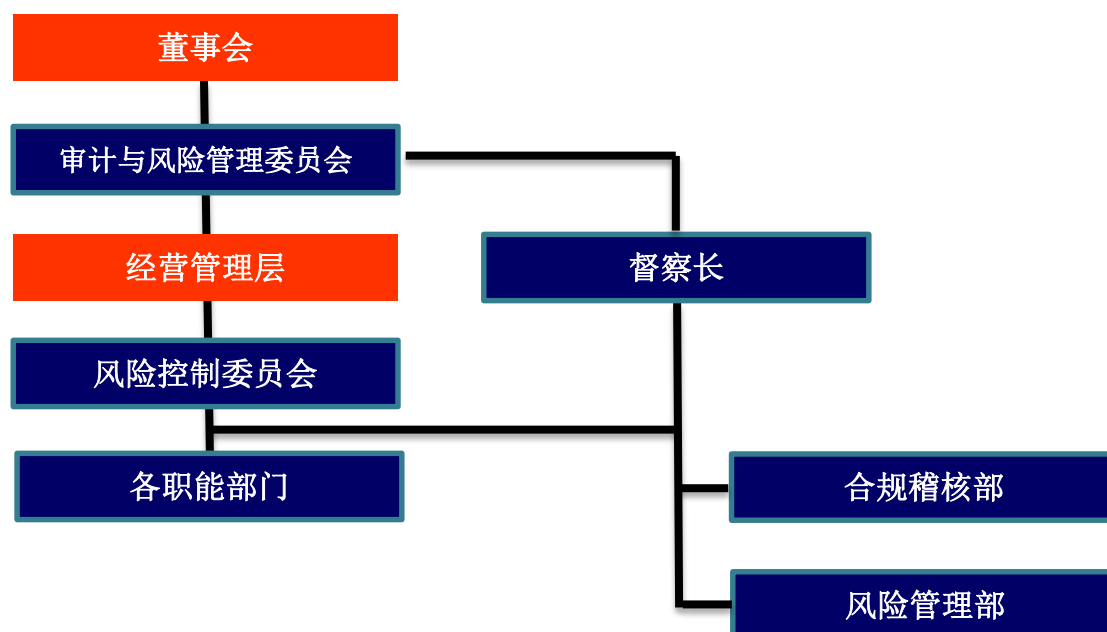 董事会
审计与风险管理委员会
经营管理层
督察长
风险控制委员会
各职能部门
合规稽核部
风险管理部